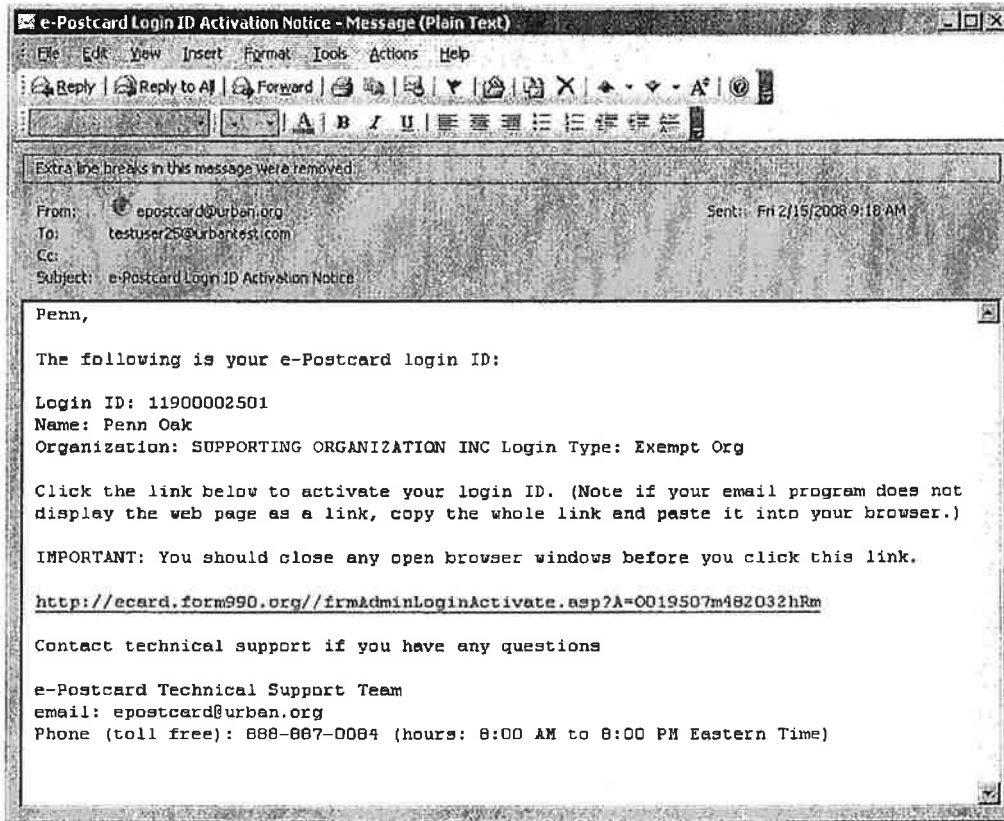 e-Postcard Login ID Activation Notice - Message (Plain Text)
File Edit View Insert Format Tools Actions Help
Reply Reply to All Forward
A B I U
Extra line breaks in this message were removed.
From: epostcard@urban.org Sent: Fri 2/15/2008 9:18 AM
To: testuser25@urbantest.com
Cc:
Subject: e-Postcard Login ID Activation Notice
Penn,
The following is your e-Postcard login ID:
Login ID: 11900002501
Name: Penn Oak
Organization: SUPPORTING ORGANIZATION INC Login Type: Exempt Org
Click the link below to activate your login ID. (Note if your email program does not
display the web page as a link, copy the whole link and paste it into your browser.)
IMPORTANT: You should close any open browser windows before you click this link.
http://ecard.form990.org//frmAdminLoginActivate.asp?A=0019507m482032hRm
Contact technical support if you have any questions
e-Postcard Technical Support Team
email: epostcard@urban.org
Phone (toll free): 888-887-0084 (hours: 8:00 AM to 8:00 PM Eastern Time)